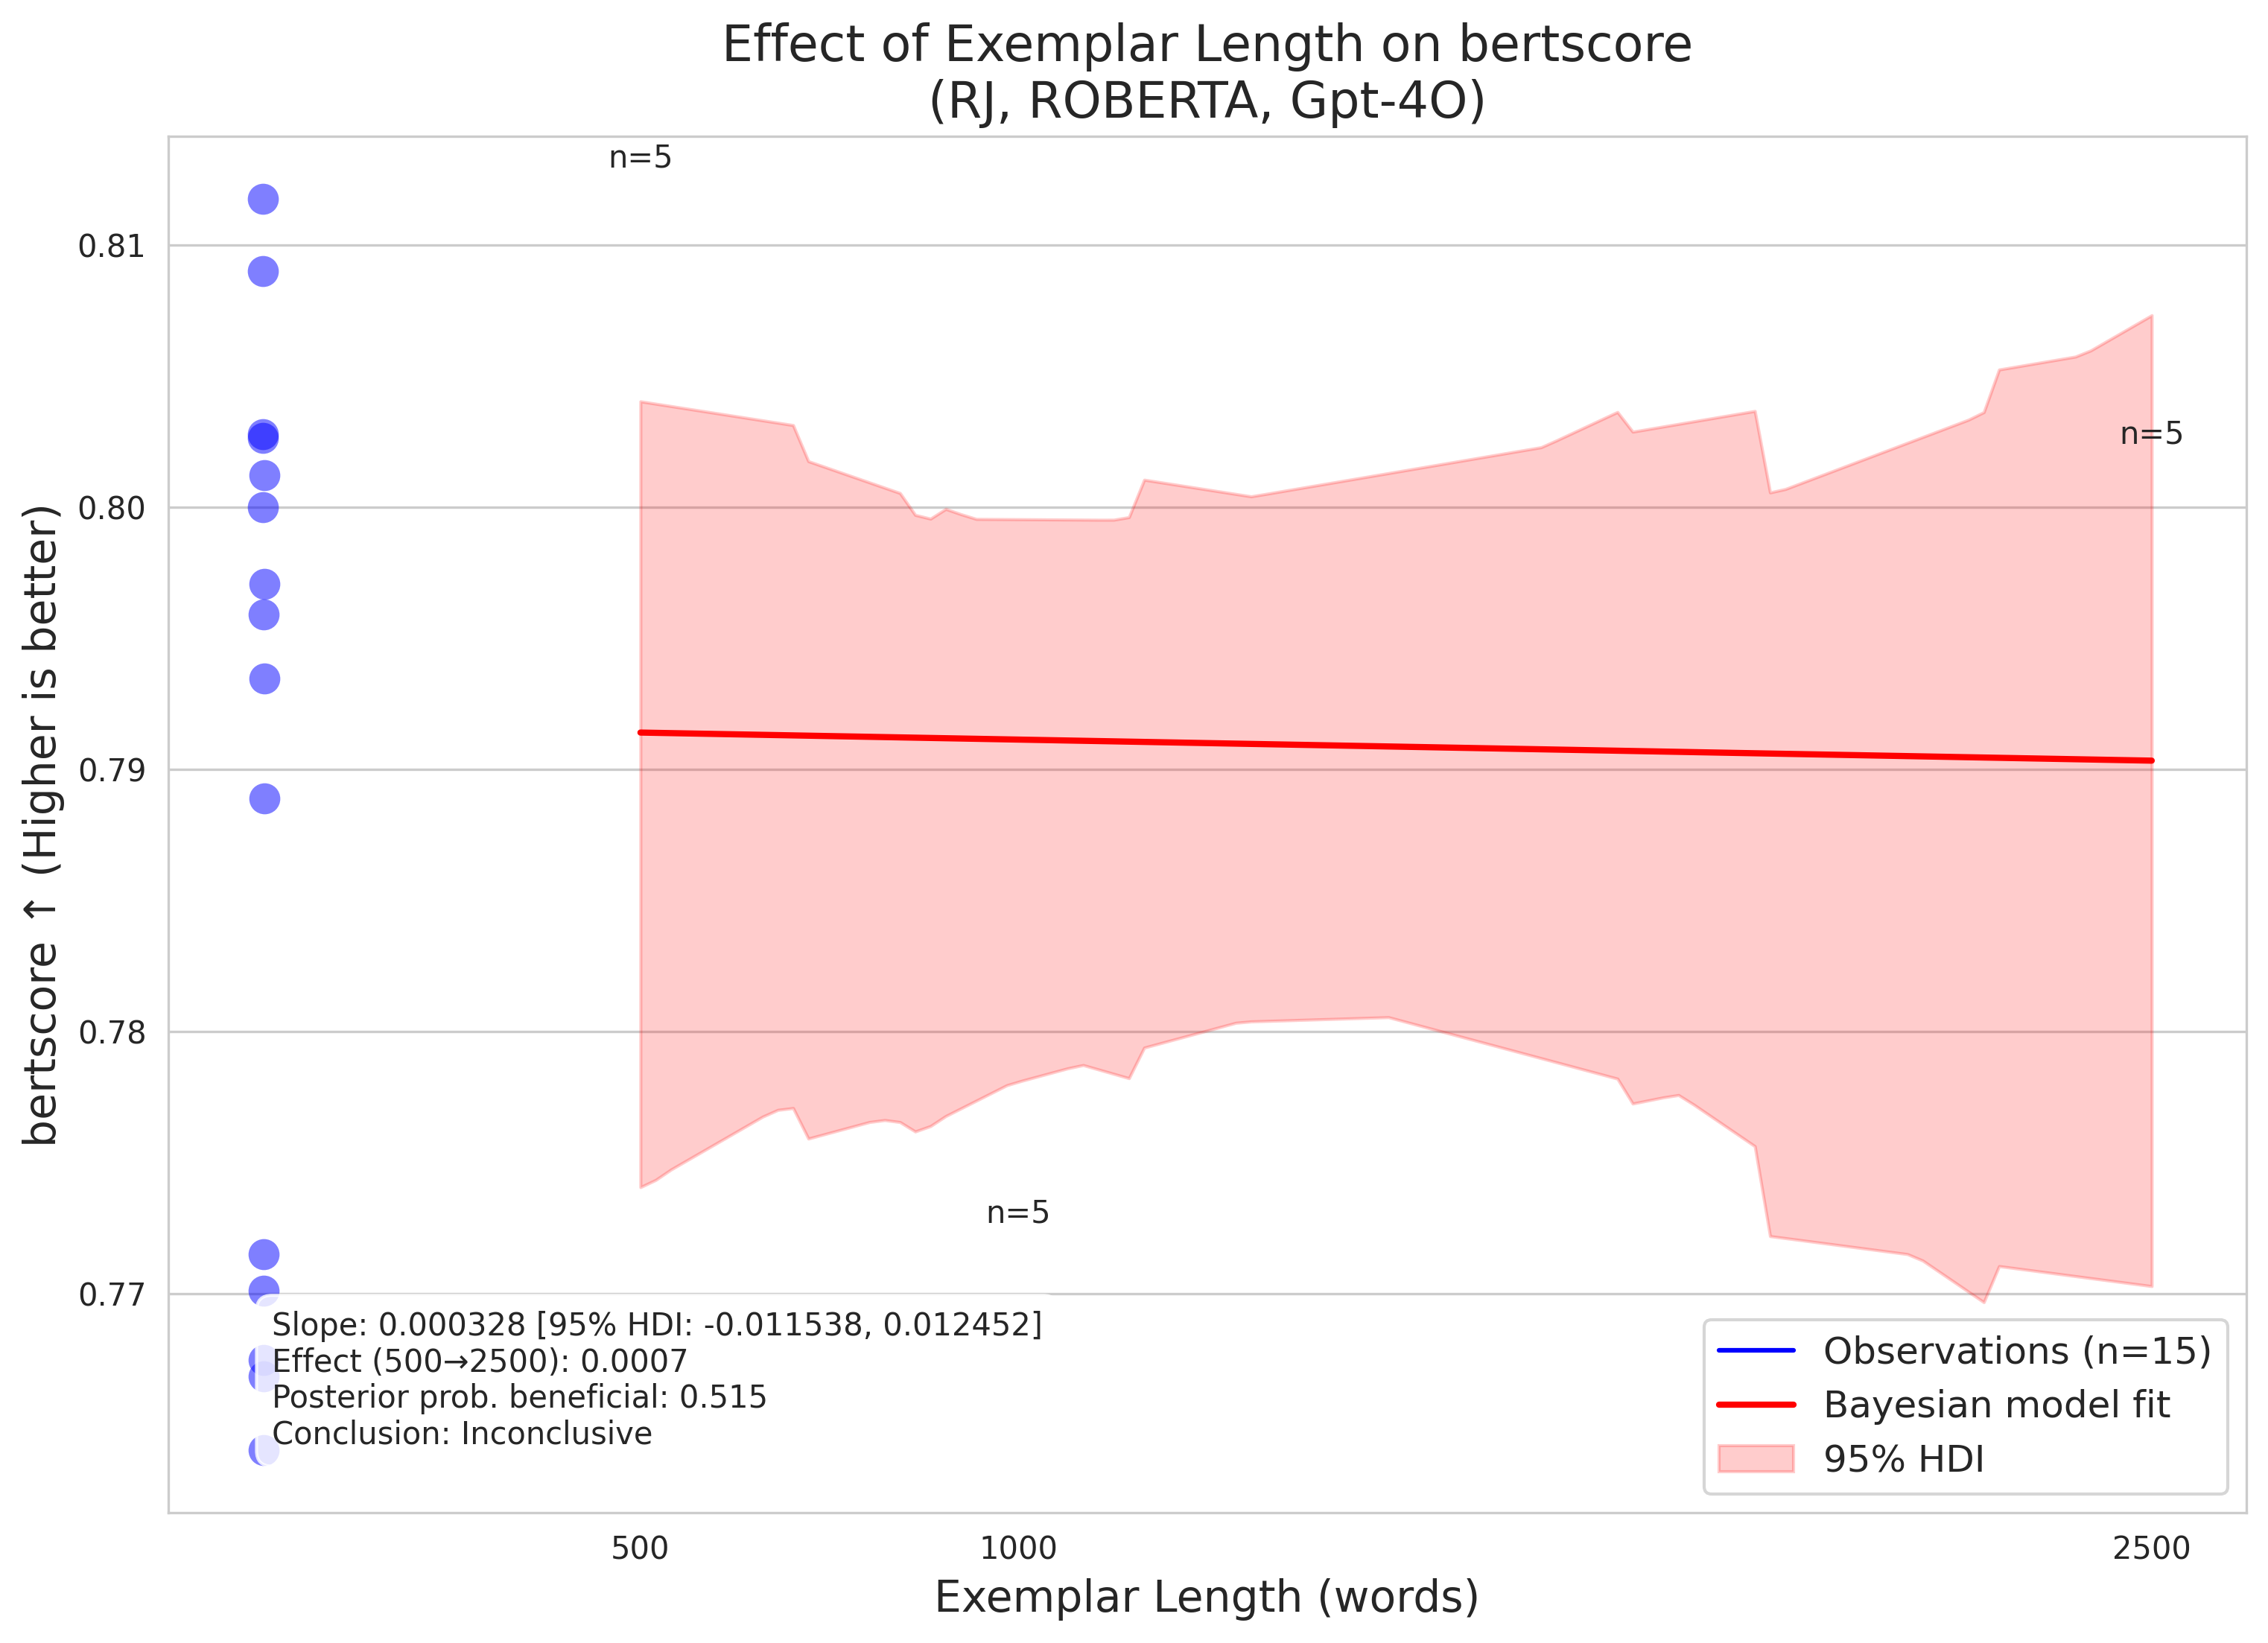 Effect of Exemplar Length on bertscore
(RJ, ROBERTA, Gpt-4O)
bertscore ↑ (Higher is better)
0.81
0.80
0.79
0.78
0.77
n=5
n=5
n=5
Slope: 0.000328 [95% HDI: -0.011538, 0.012452]
Effect (500→2500): 0.0007
Posterior prob. beneficial: 0.515
Conclusion: Inconclusive
Observations (n=15)
Bayesian model fit
95% HDI
500
1000
2500
Exemplar Length (words)